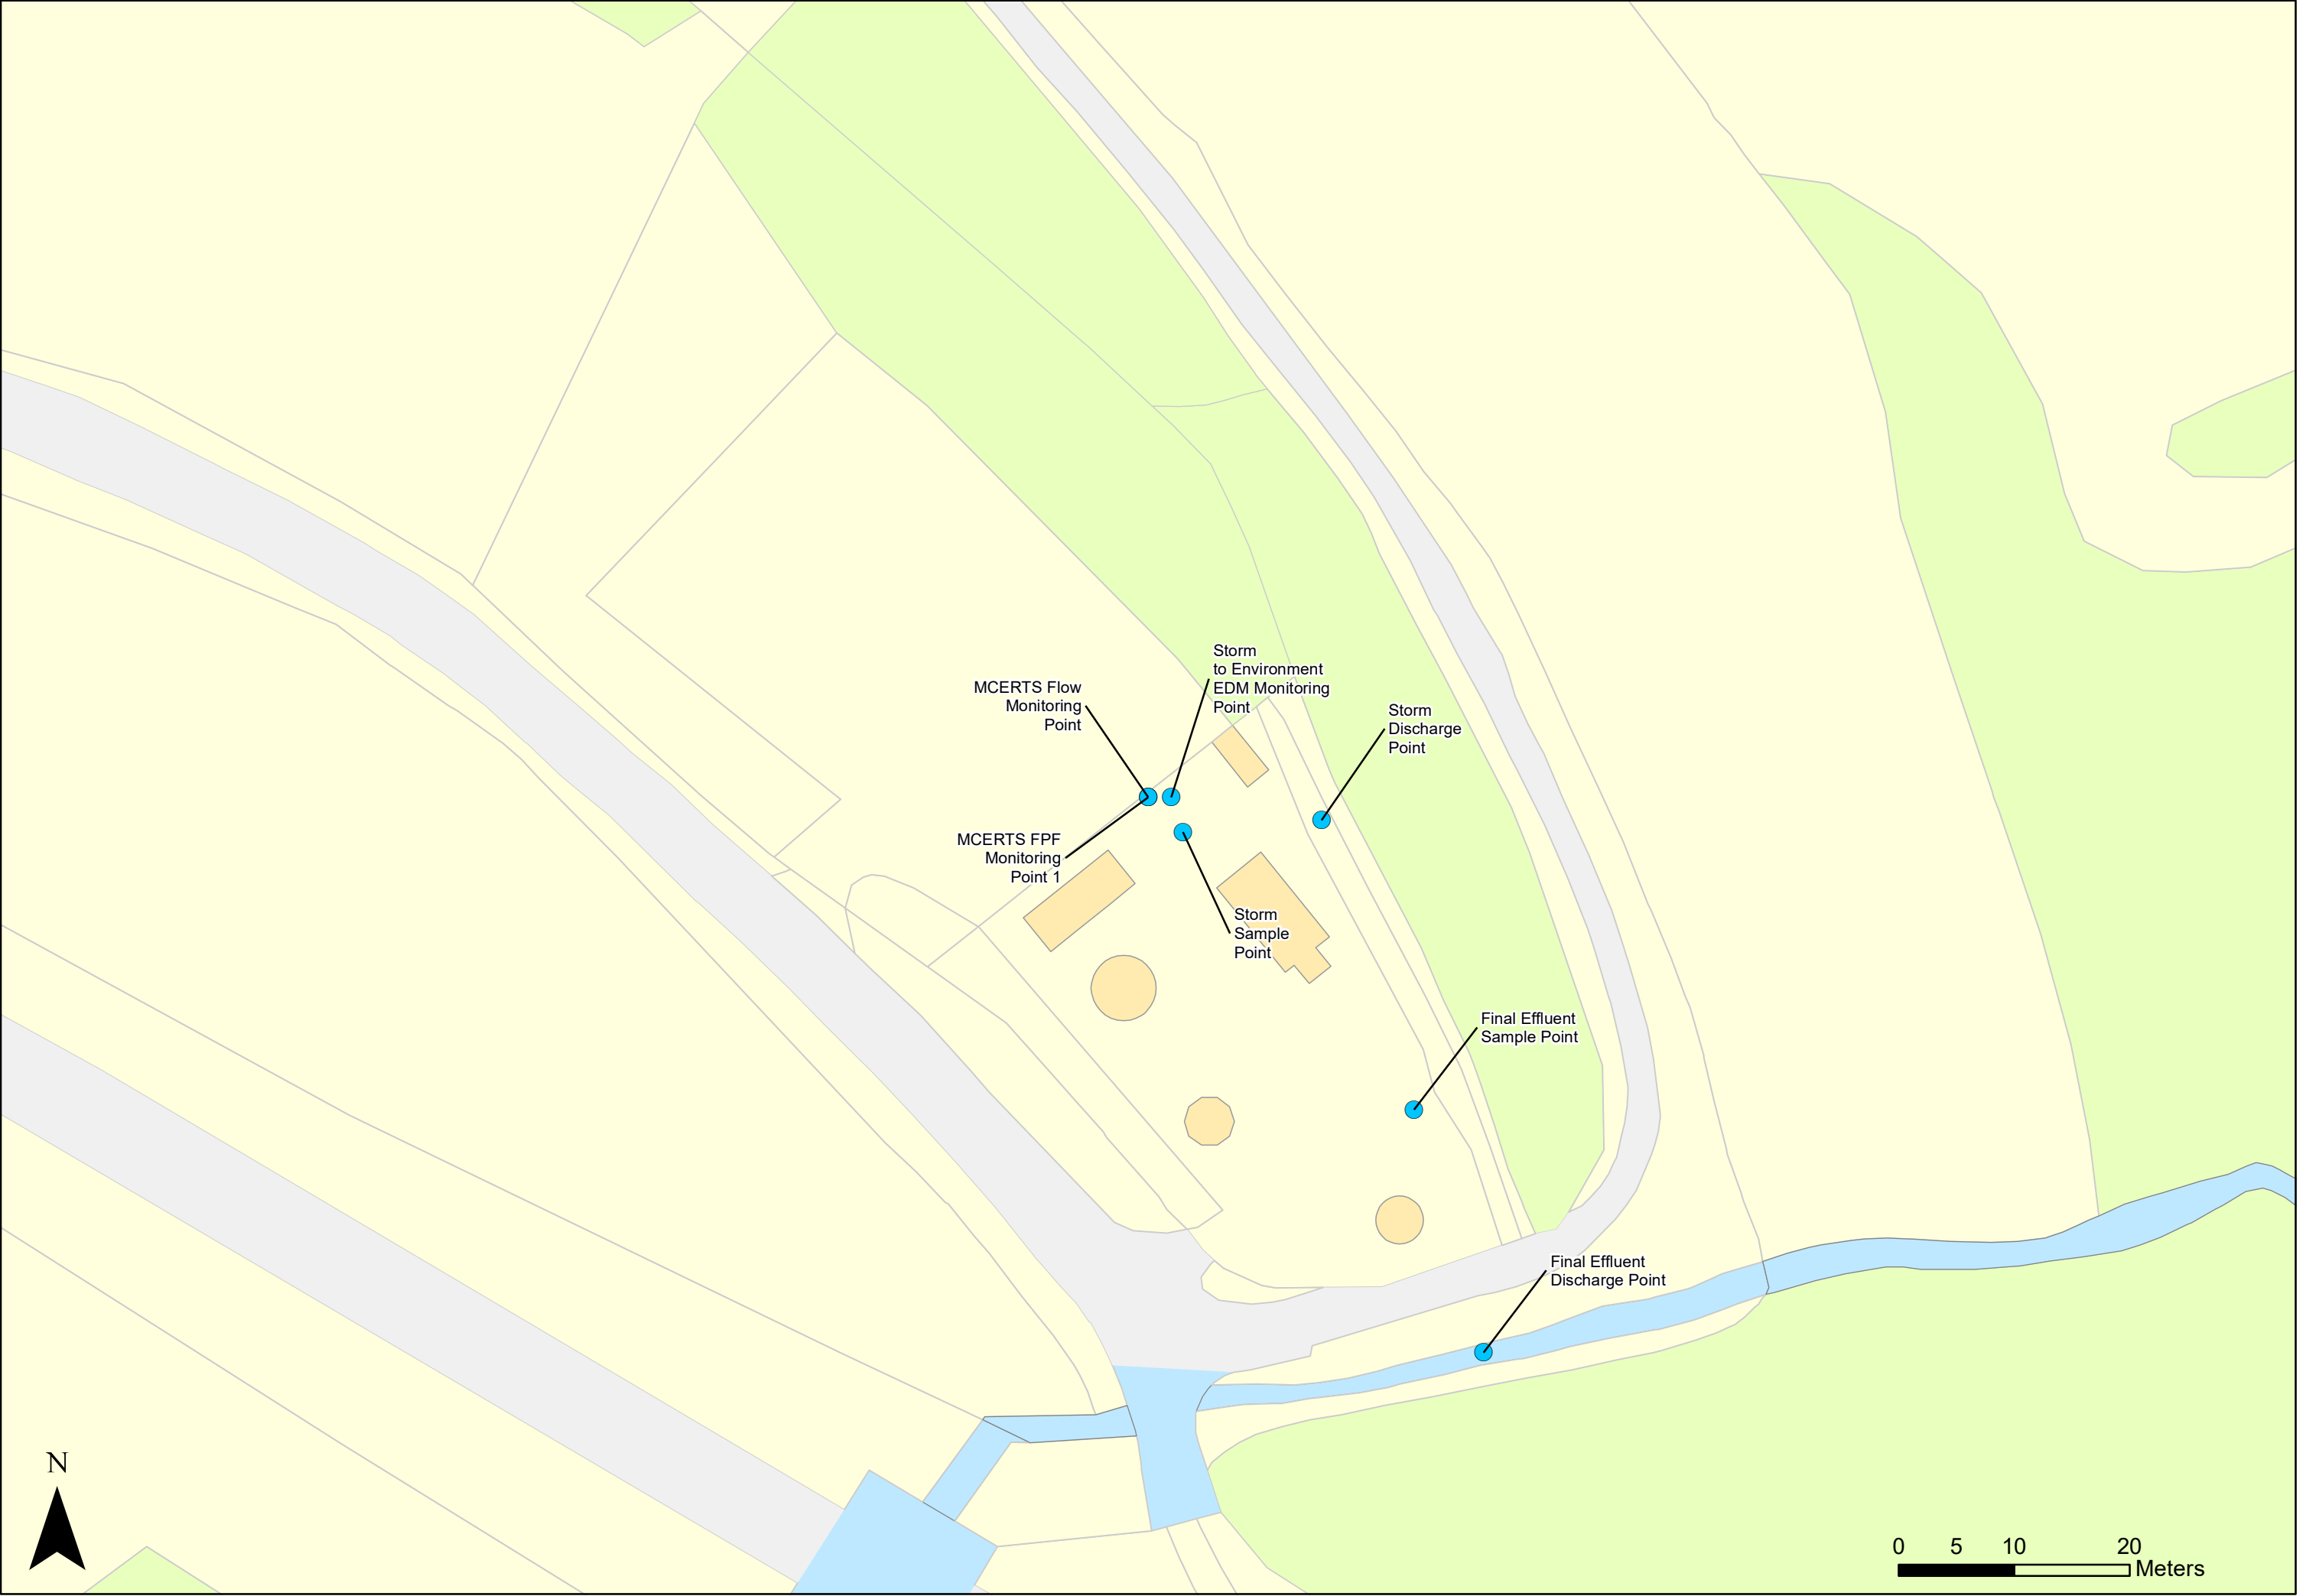 Storm
to Environment
EDM Monitoring
Point
MCERTS Flow
Monitoring
Point
Storm
Discharge
Point
MCERTS FPF
Monitoring
Point 1
Storm
Sample
Point
Final Effluent
Sample Point
Final Effluent
Discharge Point
N
0 5 10 20
Meters